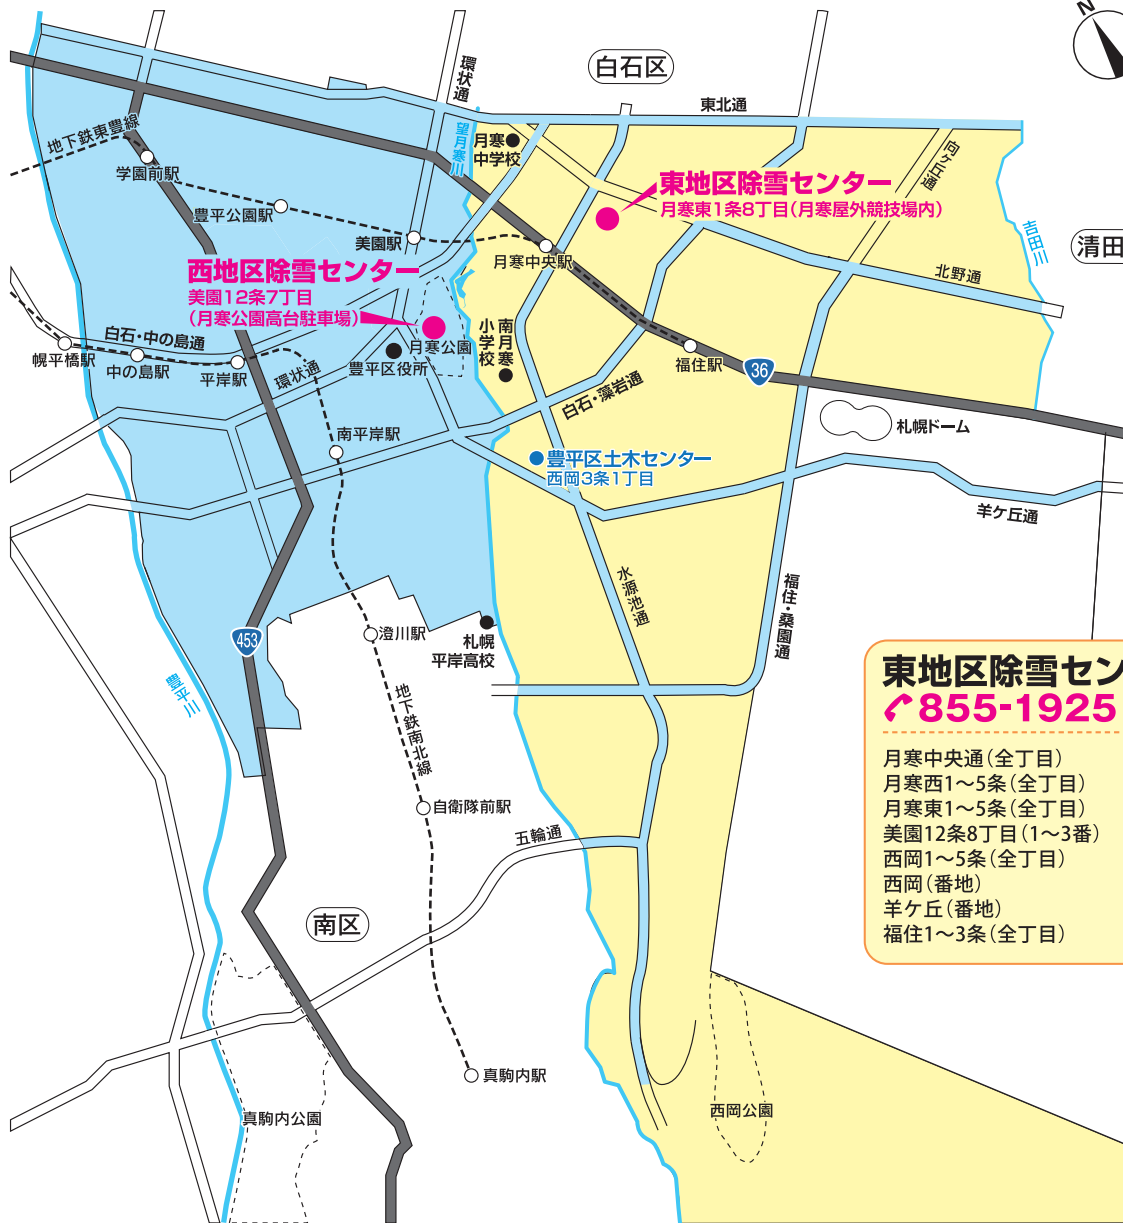 N
白石区
環状通
東北通
地下鉄東豊線
望月寒川
月寒
中学校
向ヶ丘通
学園前駅
東地区除雪センター
月寒東1条8丁目(月寒屋外競技場内)
豊平公園駅
吉田川
美園駅
清田
月寒中央駅
西地区除雪センター
美園12条7丁目
(月寒公園高台駐車場)
北野通
白石・中の島通
南月寒
小学校
月寒公園
幌平橋駅
中の島駅
平岸駅
環状通
豊平区役所
福住駅
36
白石・藻岩通
札幌ドーム
南平岸駅
豊平区土木センター
西岡3条1丁目
羊ケ丘通
水源池通
福住・桑園通
453
澄川駅
札幌
平岸高校
豊平川
地下鉄南北線
東地区除雪セン
855-1925
月寒中央通(全丁目)
月寒西1〜5条(全丁目)
月寒東1〜5条(全丁目)
美園12条8丁目(1〜3番)
西岡1〜5条(全丁目)
西岡(番地)
羊ケ丘(番地)
福住1〜3条(全丁目)
自衛隊前駅
五輪通
南区
真駒内駅
真駒内公園
西岡公園